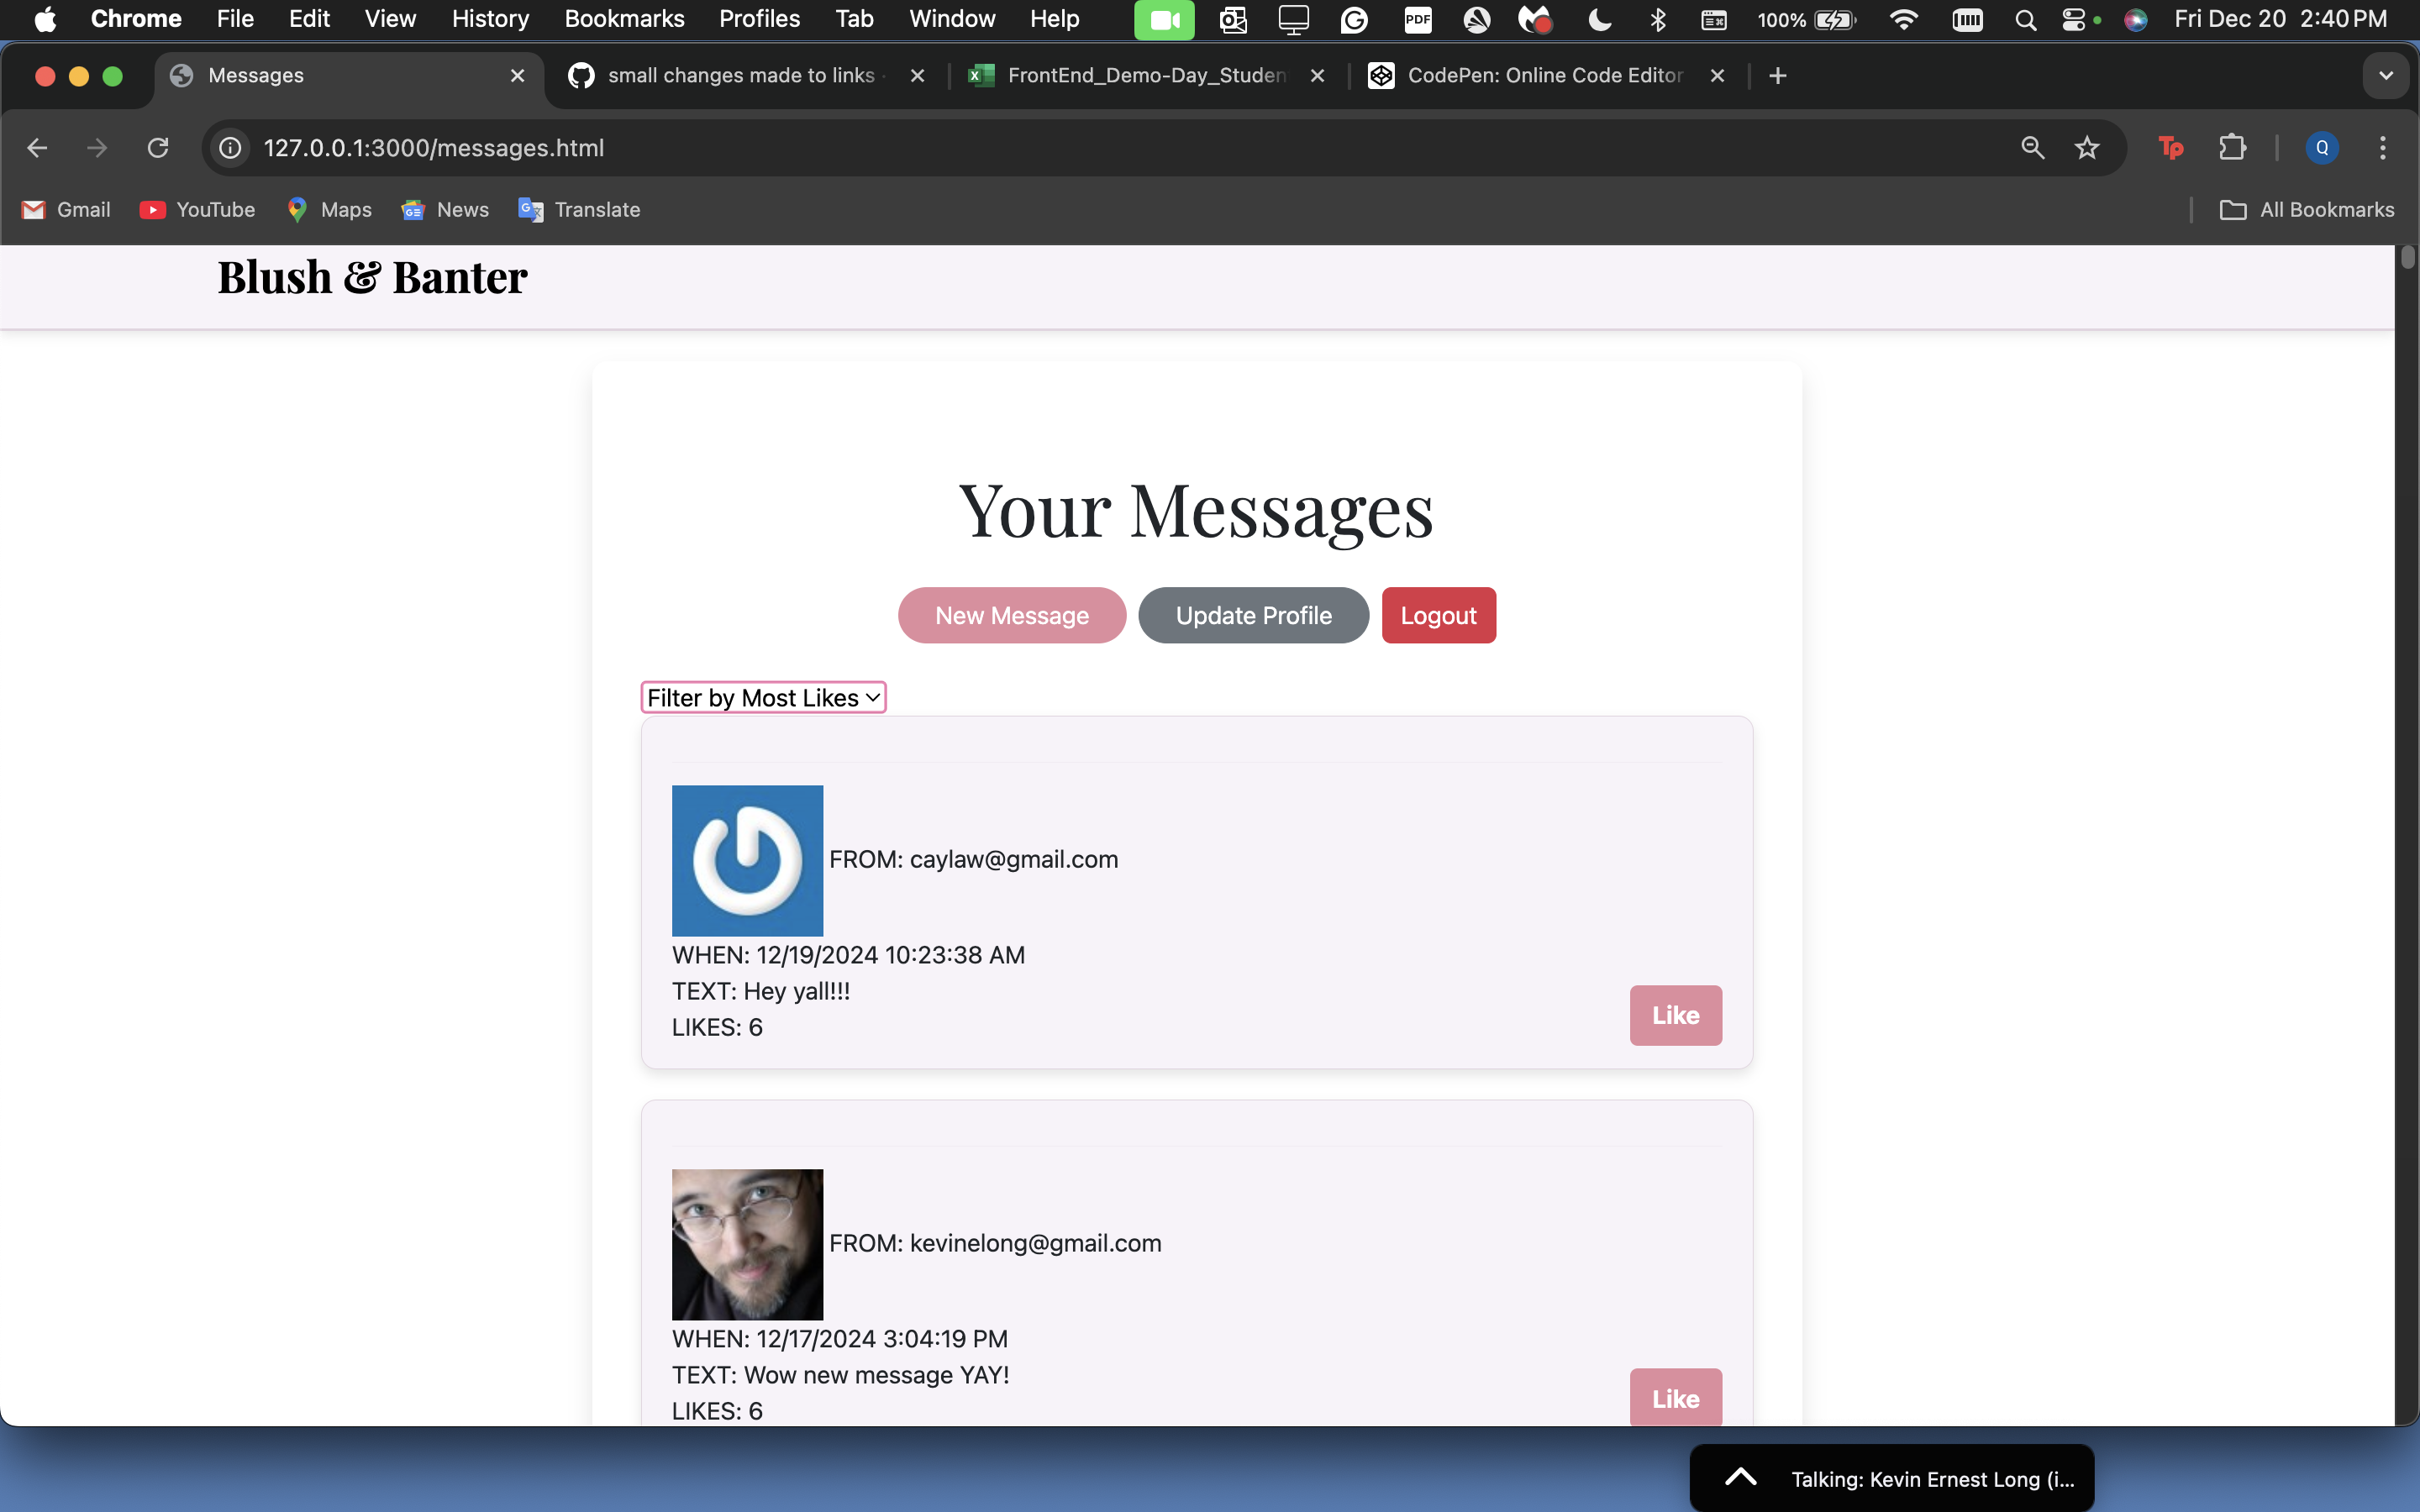 Chrome File Edit View History Bookmarks Profiles Tab Window Help PDF 100% Fri Dec 20 2:40 PM
Messages small changes made to links · FrontEnd_Demo-Day_Studen CodePen: Online Code Editor
127.0.0.1:3000/messages.html Tp Q
Gmail YouTube Maps News Translate All Bookmarks
Blush & Banter
Your Messages
New Message Update Profile Logout
Filter by Most Likes
FROM: caylaw@gmail.com
WHEN: 12/19/2024 10:23:38 AM
TEXT: Hey yall!!!
LIKES: 6
Like
FROM: kevinelong@gmail.com
WHEN: 12/17/2024 3:04:19 PM
TEXT: Wow new message YAY!
LIKES: 6
Like
Talking: Kevin Ernest Long (i...